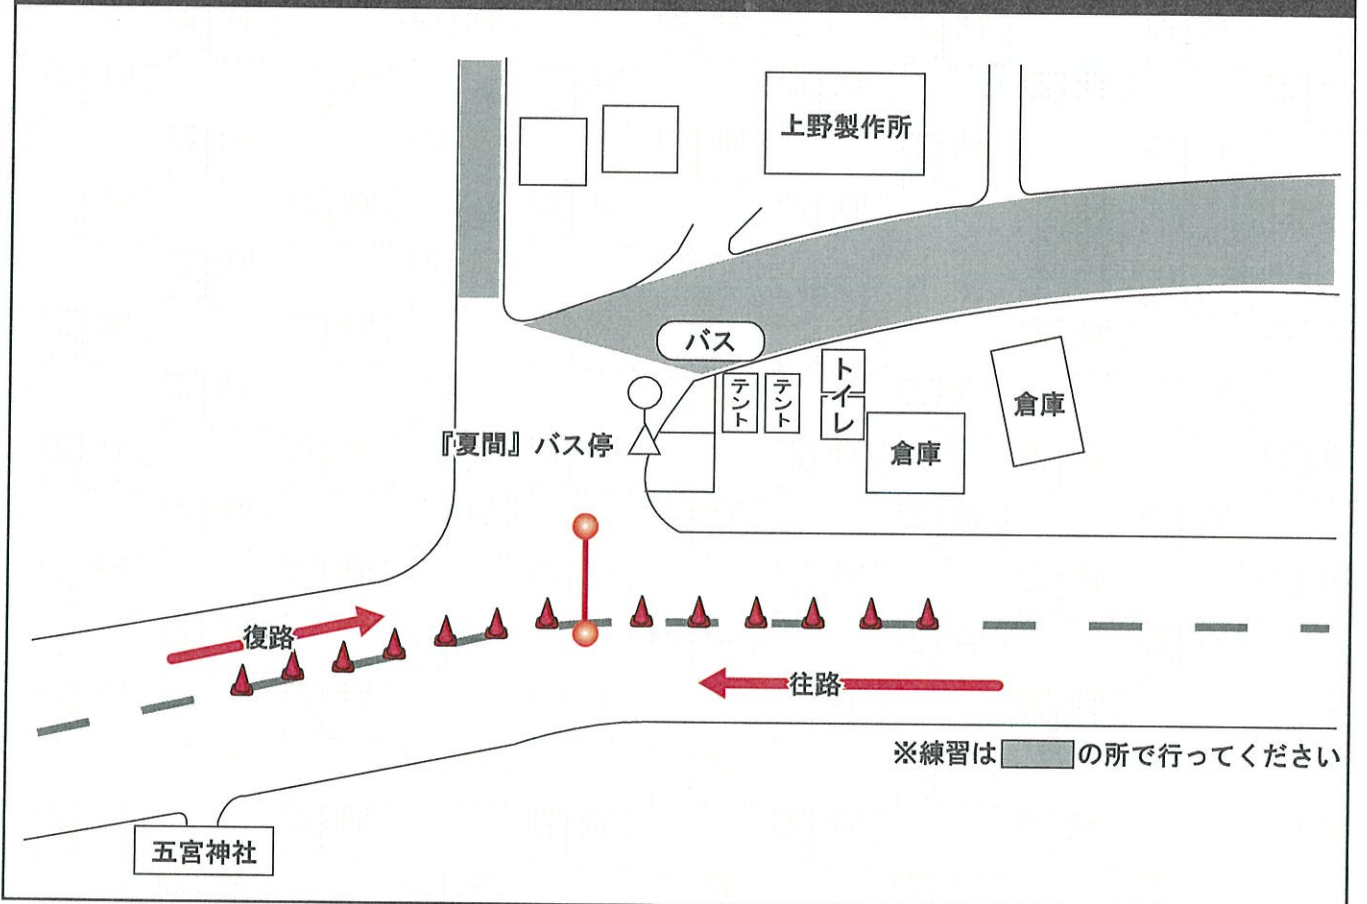 上野製作所
バス
テント
テント
トイレ
倉庫
倉庫
『夏間』バス停
復路
往路
※練習は の所で行ってください
五宮神社